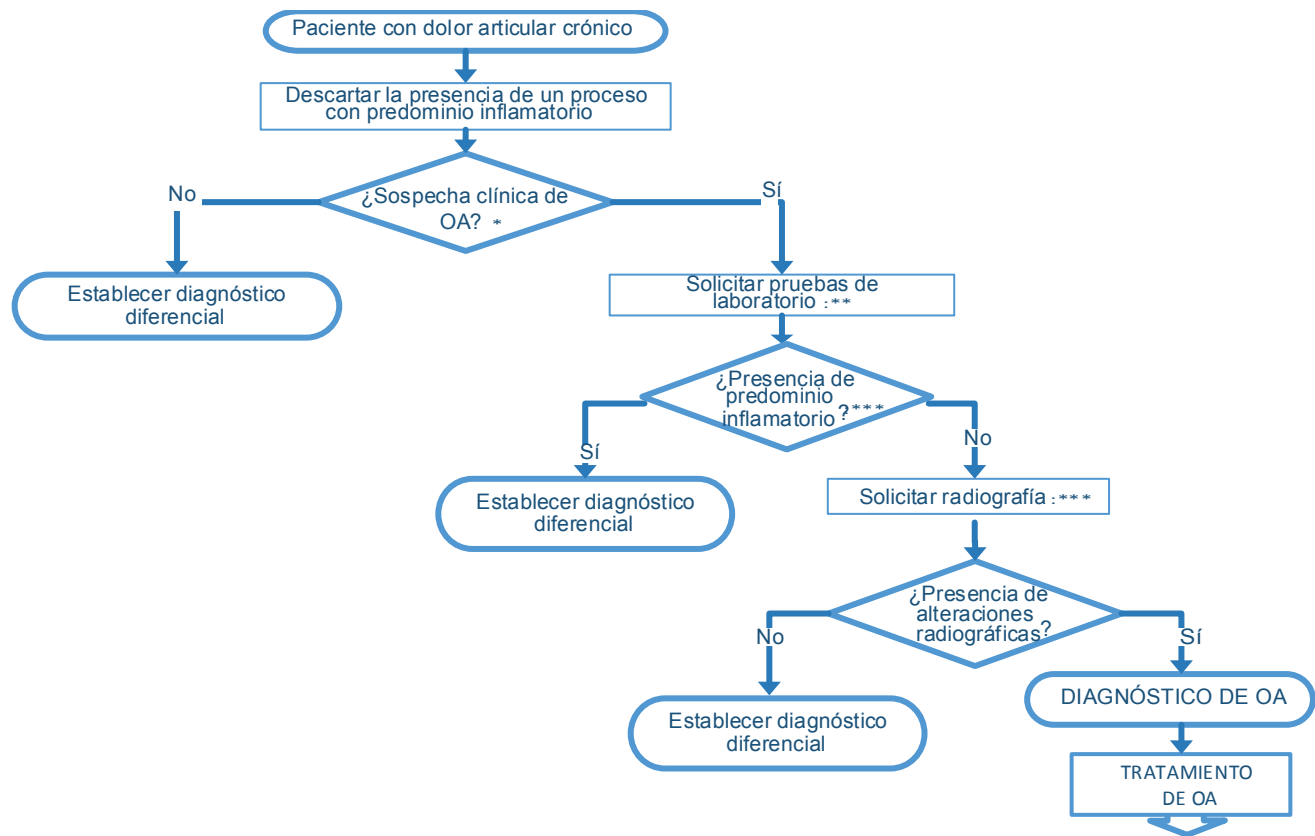 Paciente con dolor articular crónico
Descartar la presencia de un proceso
con predominio inflamatorio
No
¿Sospecha clínica de
OA? *
Sí
Establecer diagnóstico
diferencial
Solicitar pruebas de
laboratorio :**
¿Presencia de
predominio
inflamatorio?***
Sí
No
Establecer diagnóstico
diferencial
Solicitar radiografía :***
¿Presencia de
alteraciones
radiográficas?
No
Sí
Establecer diagnóstico
diferencial
DIAGNÓSTICO DE OA
TRATAMIENTO
DE OA